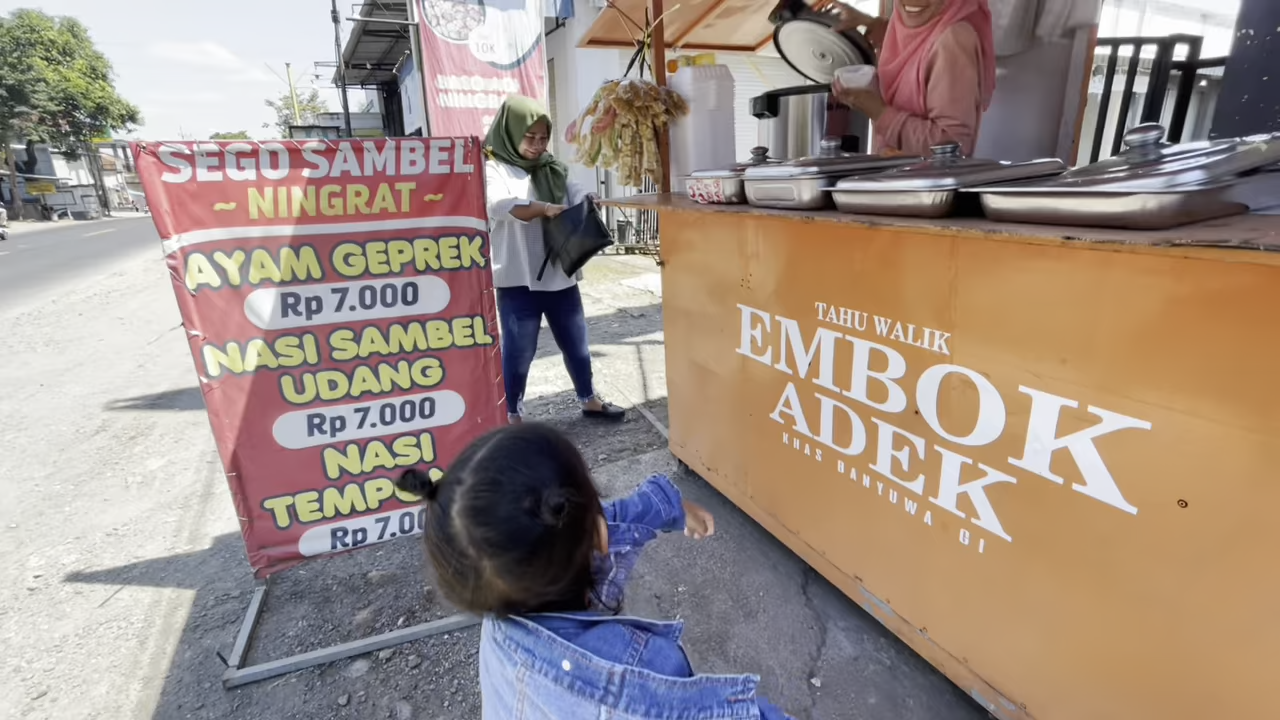 10K
SEGO SAMBEL
~ NINGRAT ~
AYAM GEPREK
Rp 7.000
NASI SAMBEL
UDANG
Rp 7.000
NASI
Rp 7.00
TAHU WALIK
EMBOK
ADEK
KHAS BANYUWA GI